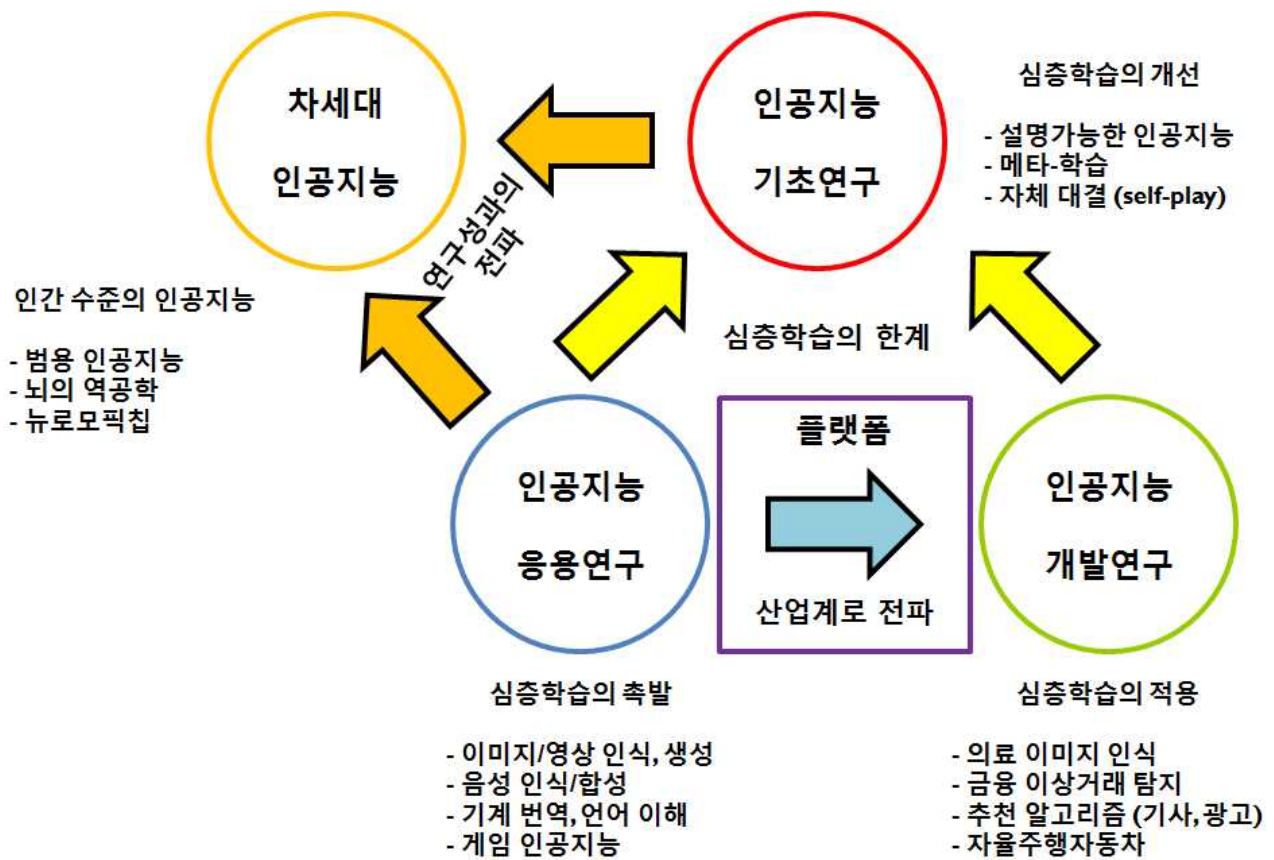 차세대
인공지능
인공지능
기초연구
심층학습의 개선
- 설명가능한 인공지능
- 메타-학습
- 자체 대결 (self-play)
연구성과의
전파
인간 수준의 인공지능
- 범용 인공지능
- 뇌의 역공학
- 뉴로모픽칩
심층학습의 한계
인공지능
응용연구
플랫폼
산업계로 전파
인공지능
개발연구
심층학습의 촉발
- 이미지/영상 인식, 생성
- 음성 인식/합성
- 기계 번역, 언어 이해
- 게임 인공지능
심층학습의 적용
- 의료 이미지 인식
- 금융 이상거래 탐지
- 추천 알고리즘 (기사, 광고)
- 자율주행자동차